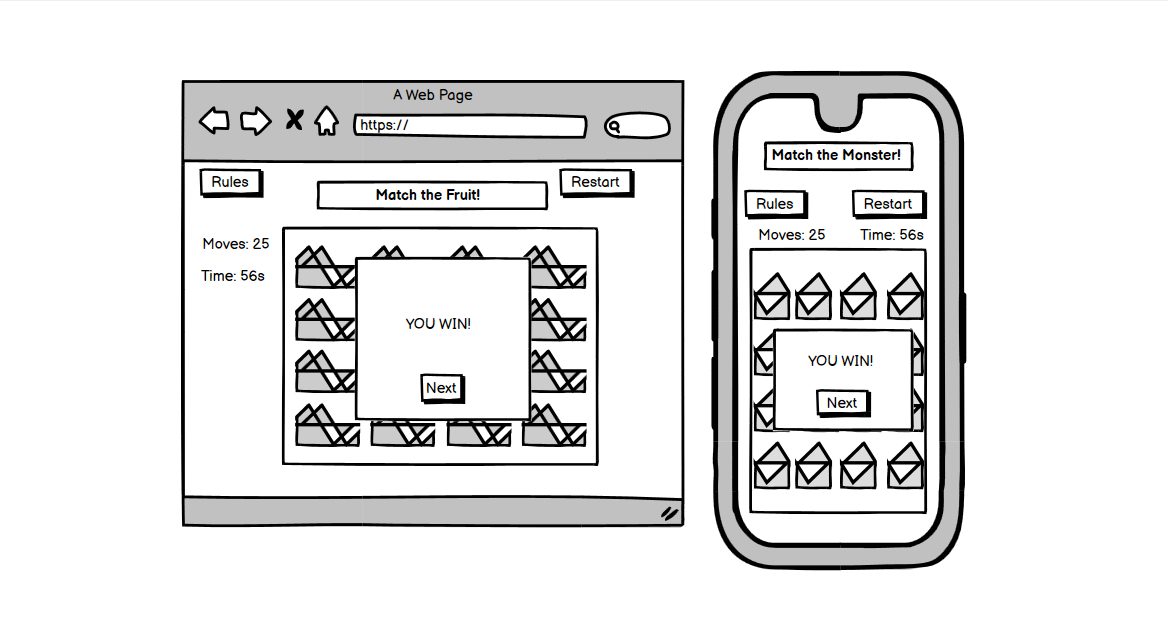 A Web Page
https://
Rules
Match the Fruit!
Restart
Moves: 25
Time: 56s
YOU WIN!
Next
Match the Monster!
Rules
Restart
Moves: 25
Time: 56s
YOU WIN!
Next